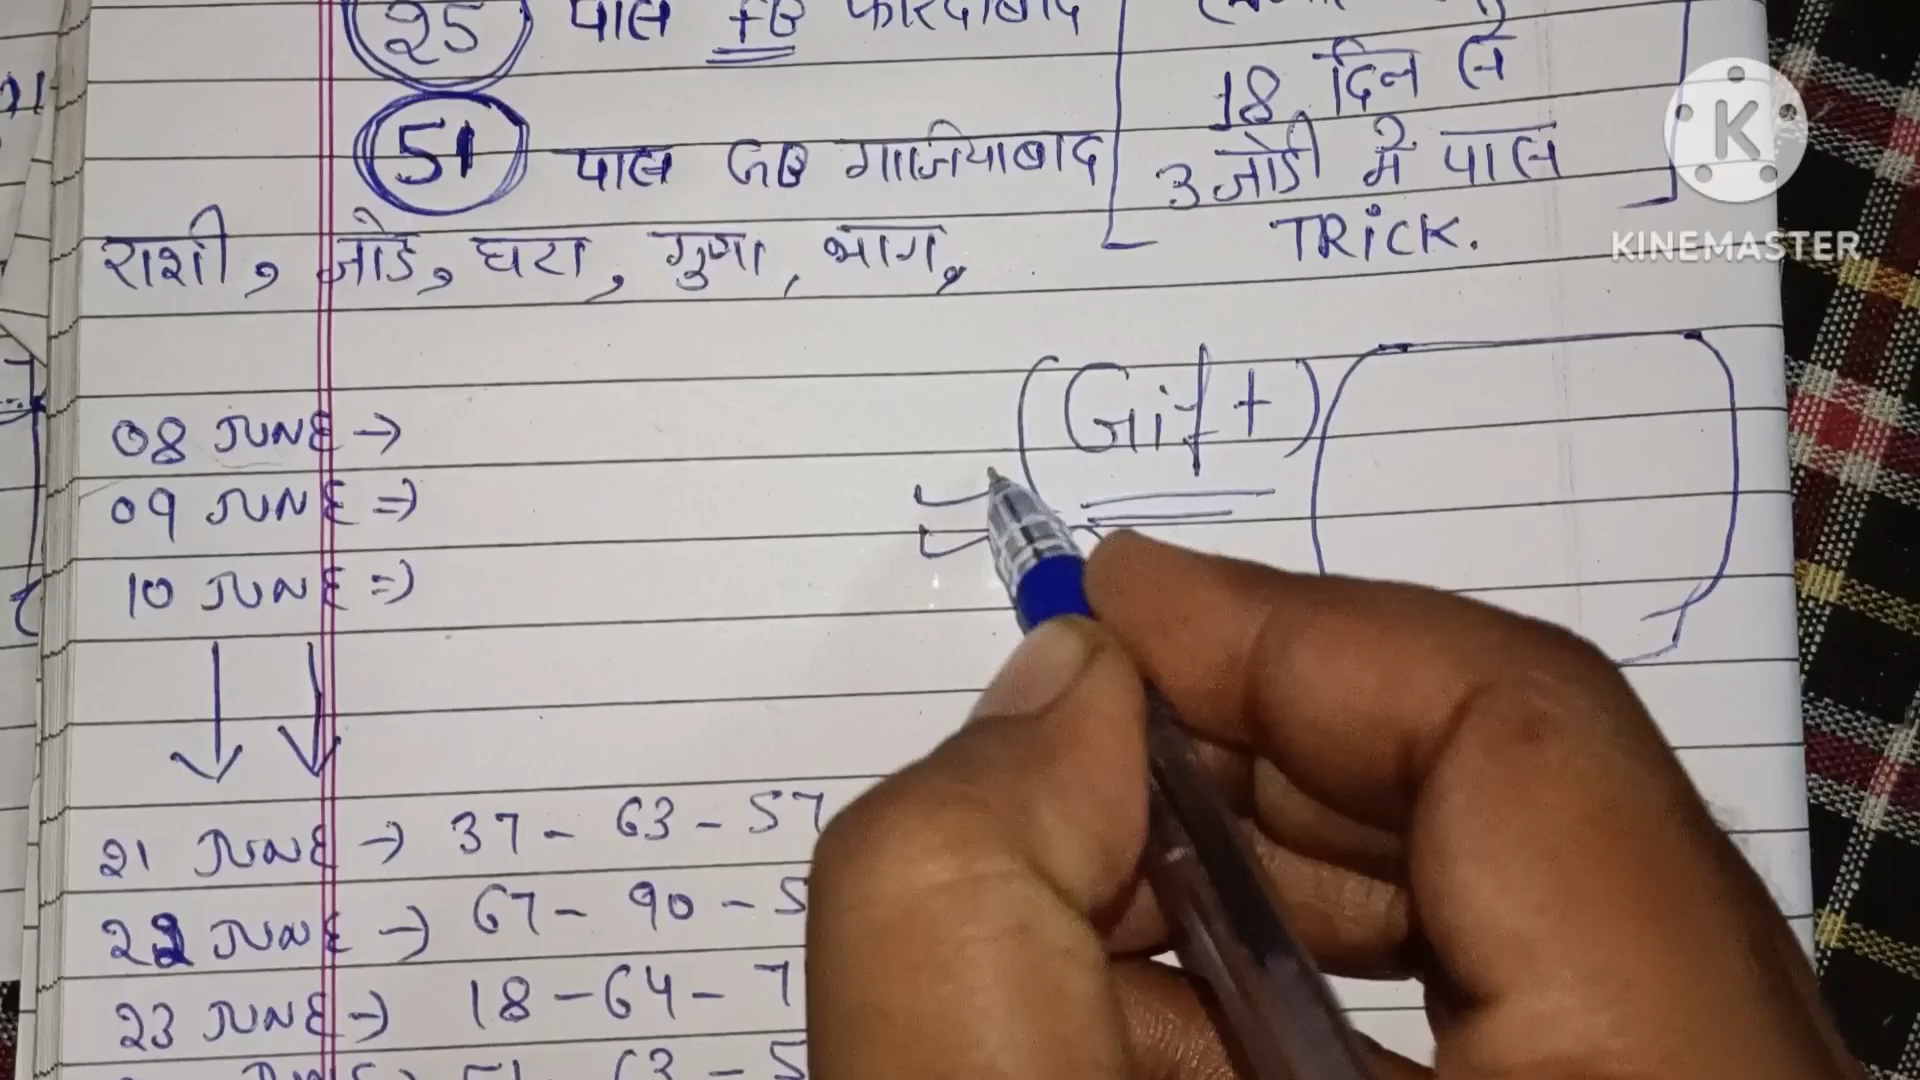 25 पास FB फरिदाबाद
51 पास GB गाजियाबाद
18 दिन से
3 जोडी मे पास
TRiCK.
KINEMASTER
राशी, जोड, घटा, गुणा, भाग,
(Gift)
08 JUNE →
09 JUNE ⇒
10 JUNE ⇒
21 JUNE → 37 - 63 - 57
22 JUNE → 67 - 90 - 5
23 JUNE → 18 - 64 - 7